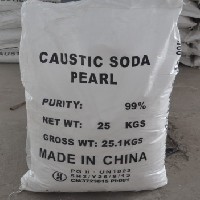 CAUSTIC SODA
PEARL
PURITY: 99%
NET WT: 25 KGS
GROSS WT: 25.1KGS
MADE IN CHINA